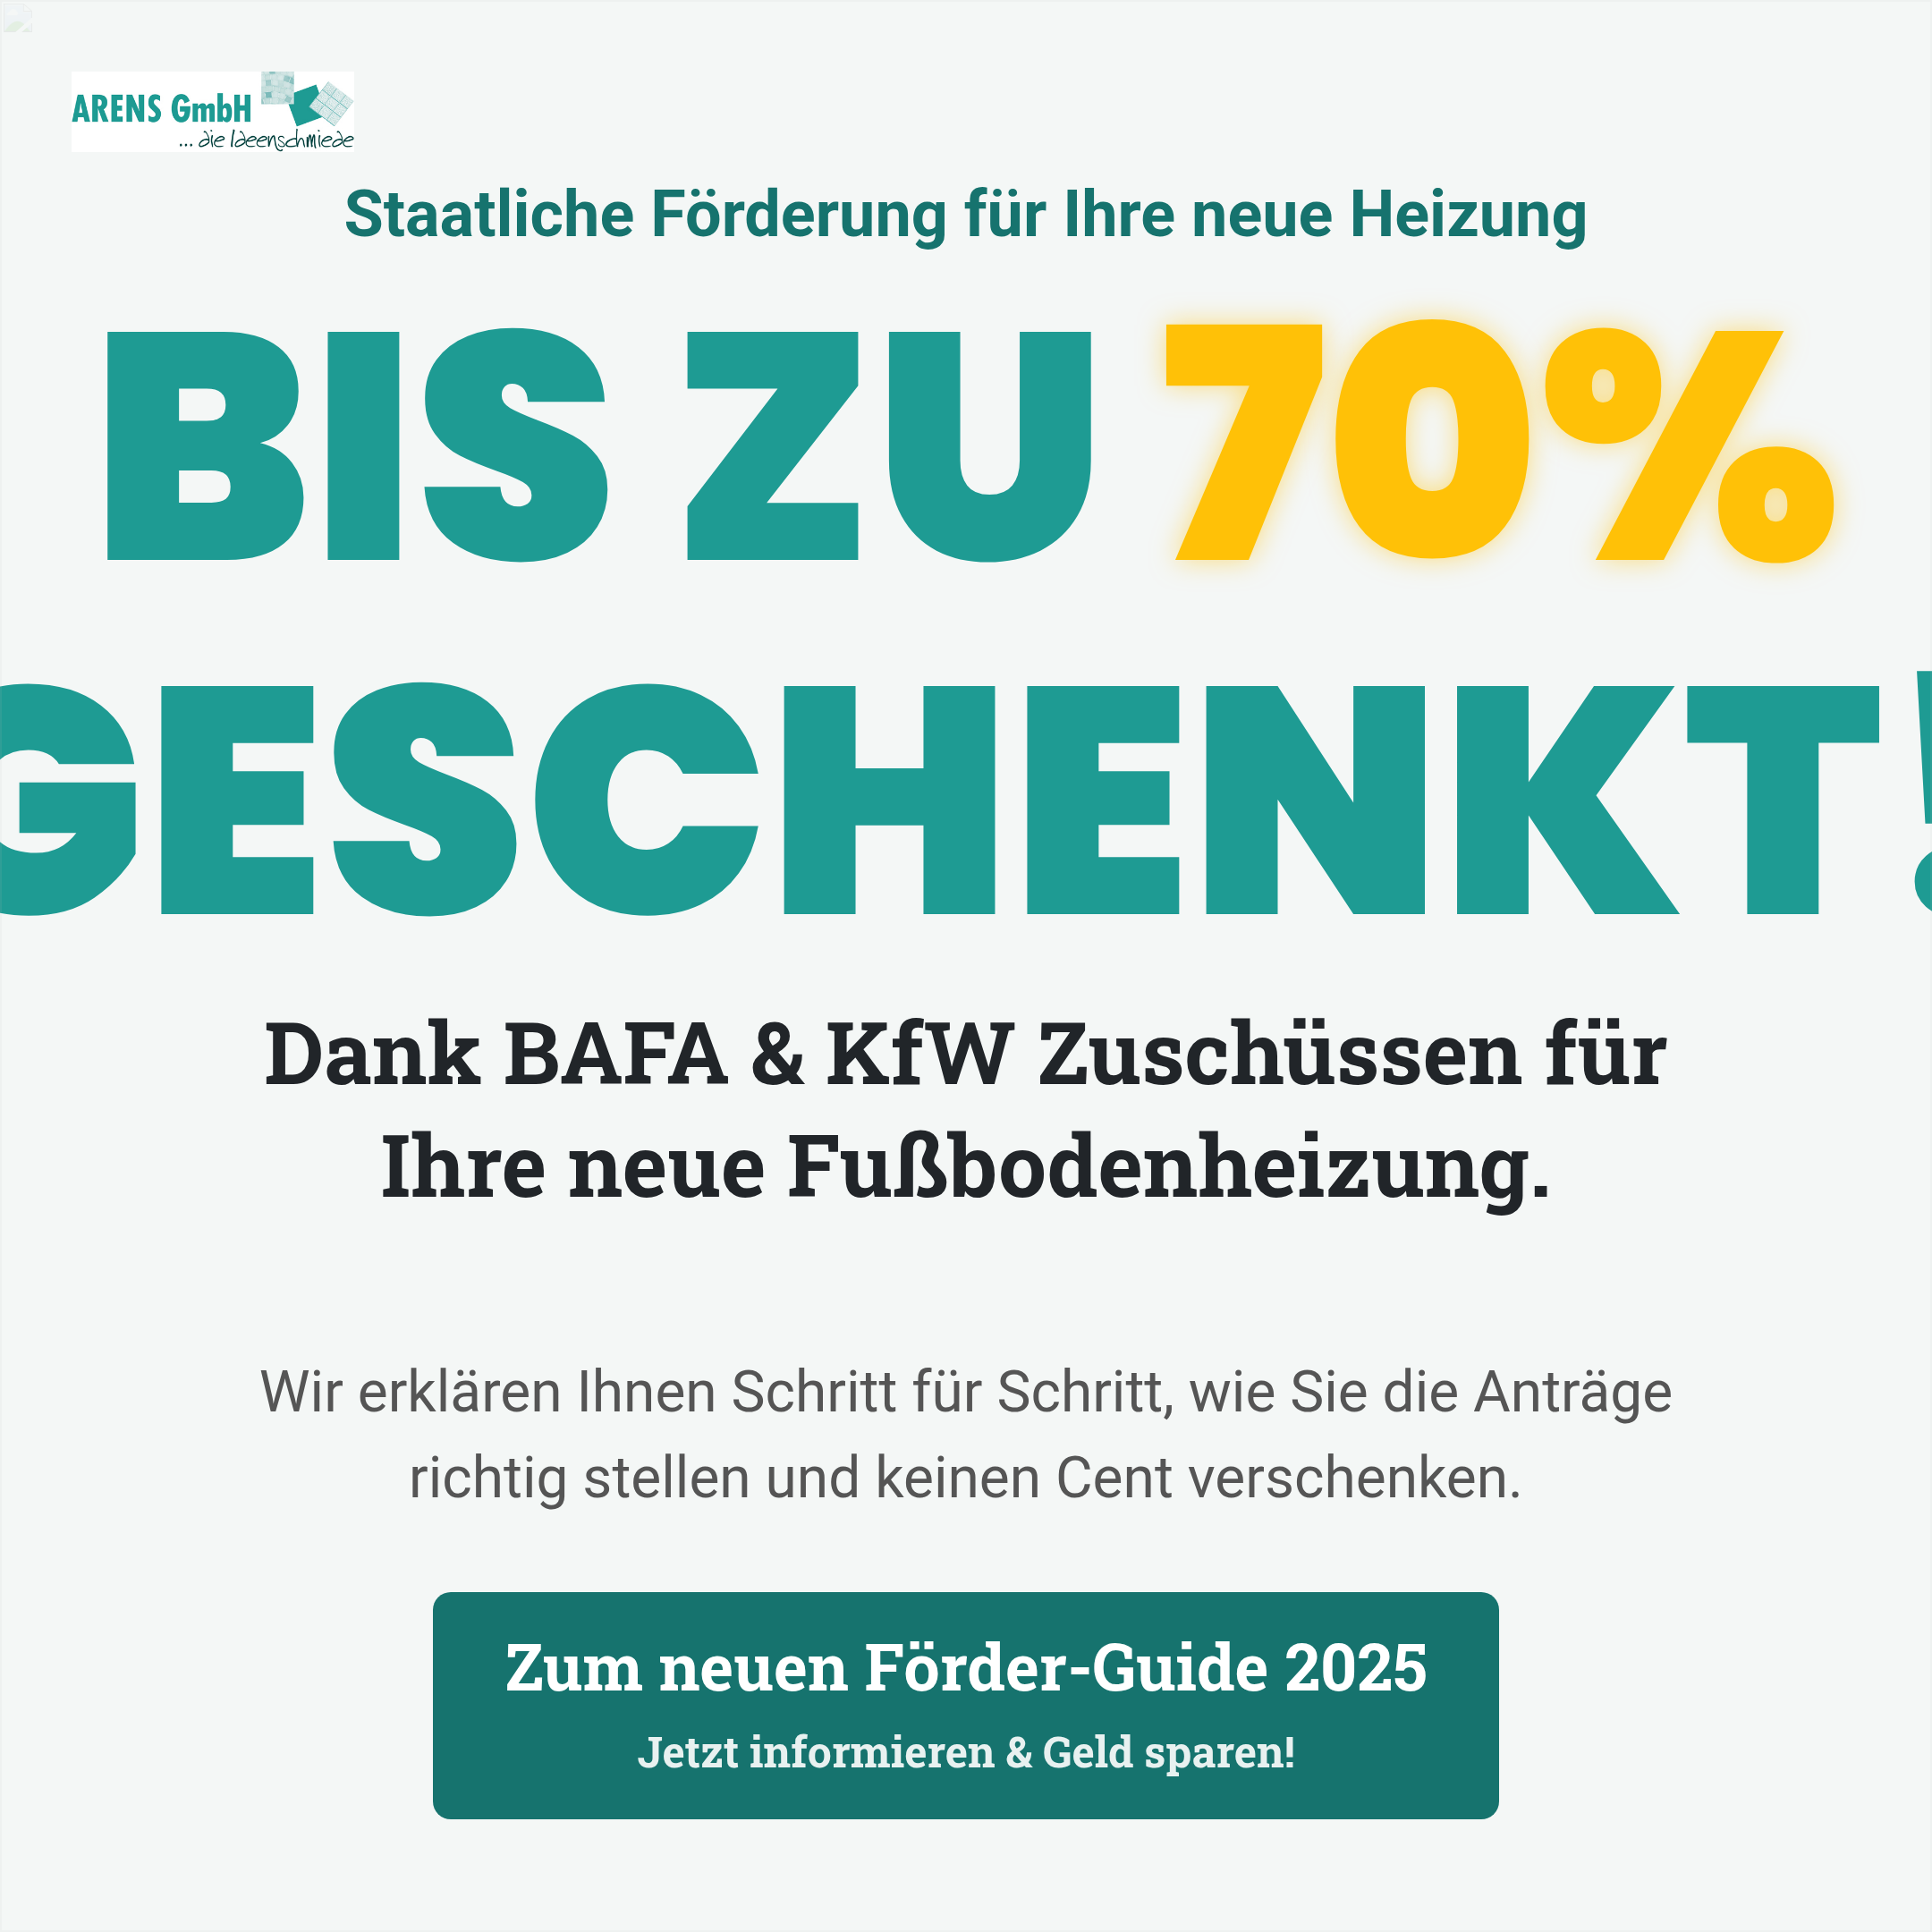 ARENS GmbH
... die Ideenschmiede
Staatliche Förderung für Ihre neue Heizung
BIS ZU 70%
GESCHENKT!
Dank BAFA & KfW Zuschüssen für
Ihre neue Fußbodenheizung.
Wir erklären Ihnen Schritt für Schritt, wie Sie die Anträge
richtig stellen und keinen Cent verschenken.
Zum neuen Förder-Guide 2025
Jetzt informieren & Geld sparen!